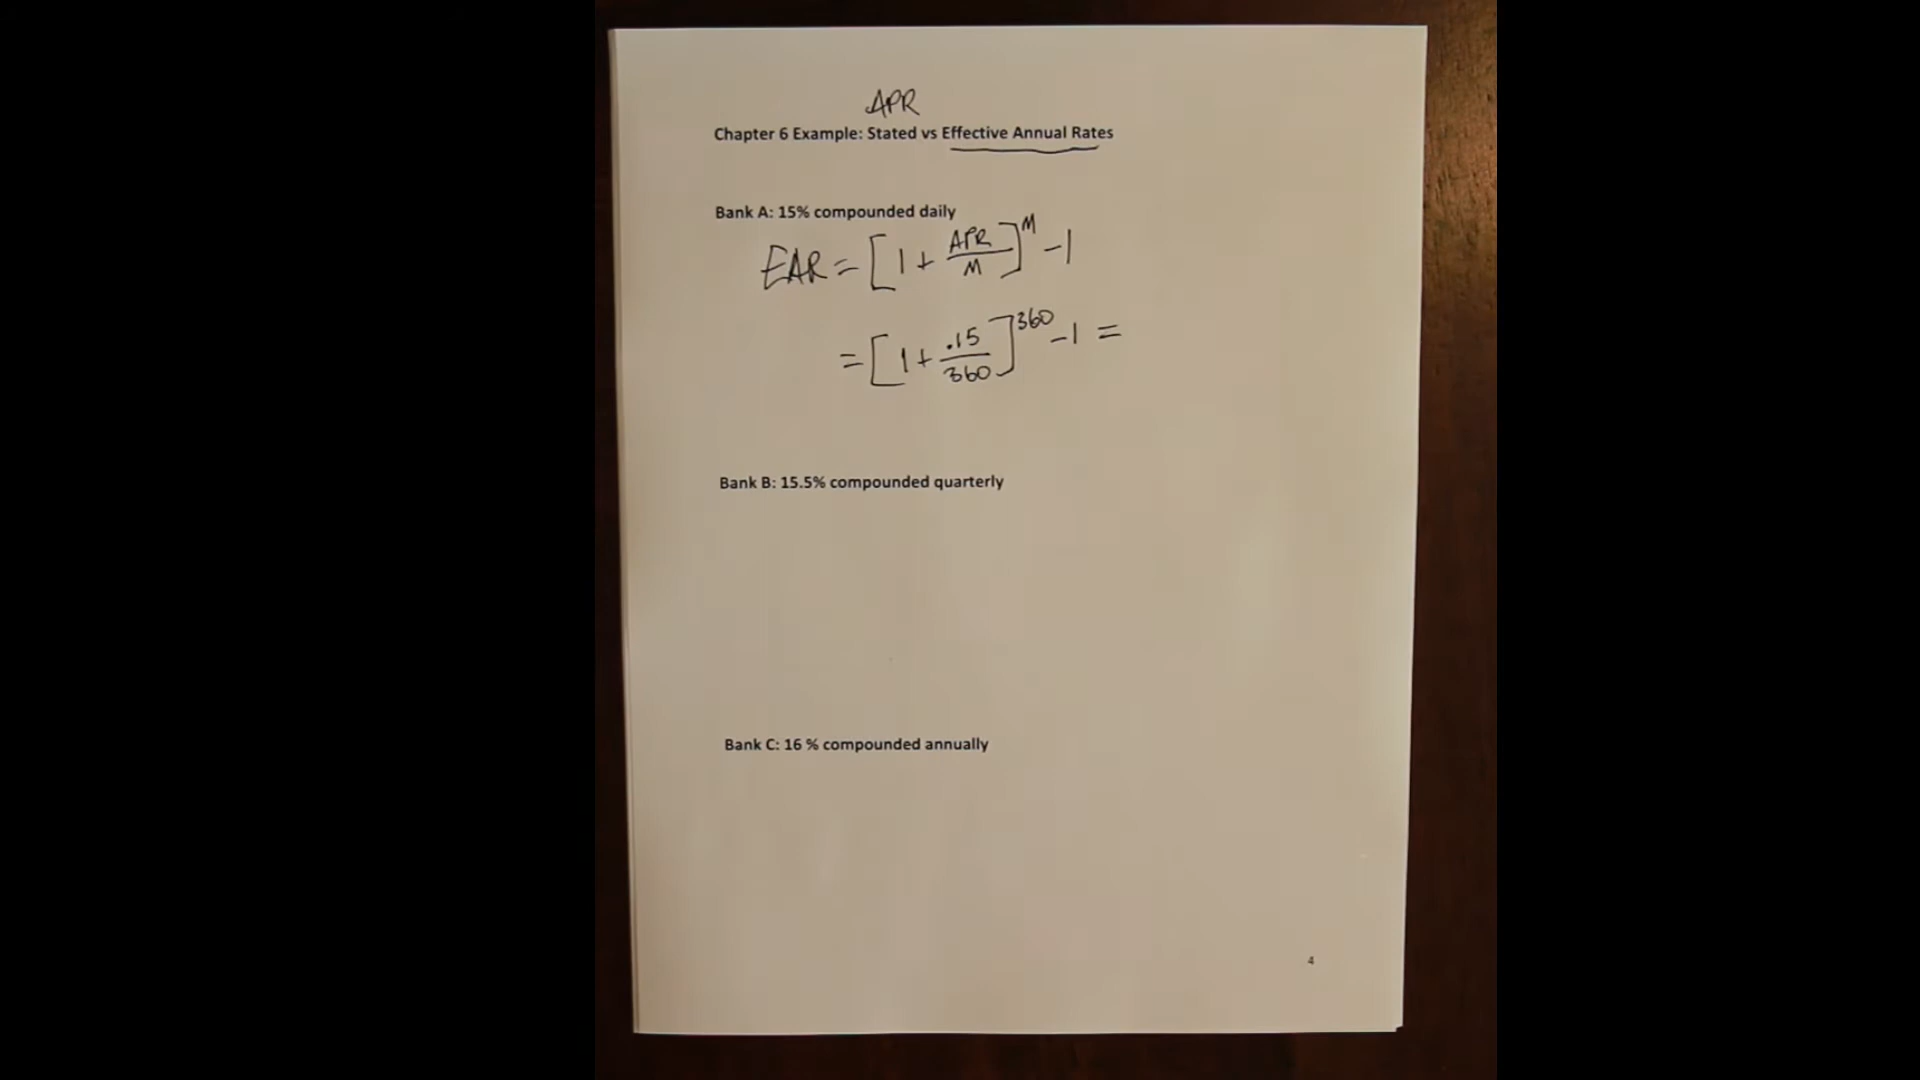 APR
Chapter 6 Example: Stated vs Effective Annual Rates
Bank A: 15% compounded daily
EAR = [1 + APR/M]^M - 1
= [1 + .15/360]^360 - 1 =
Bank B: 15.5% compounded quarterly
Bank C: 16 % compounded annually
4